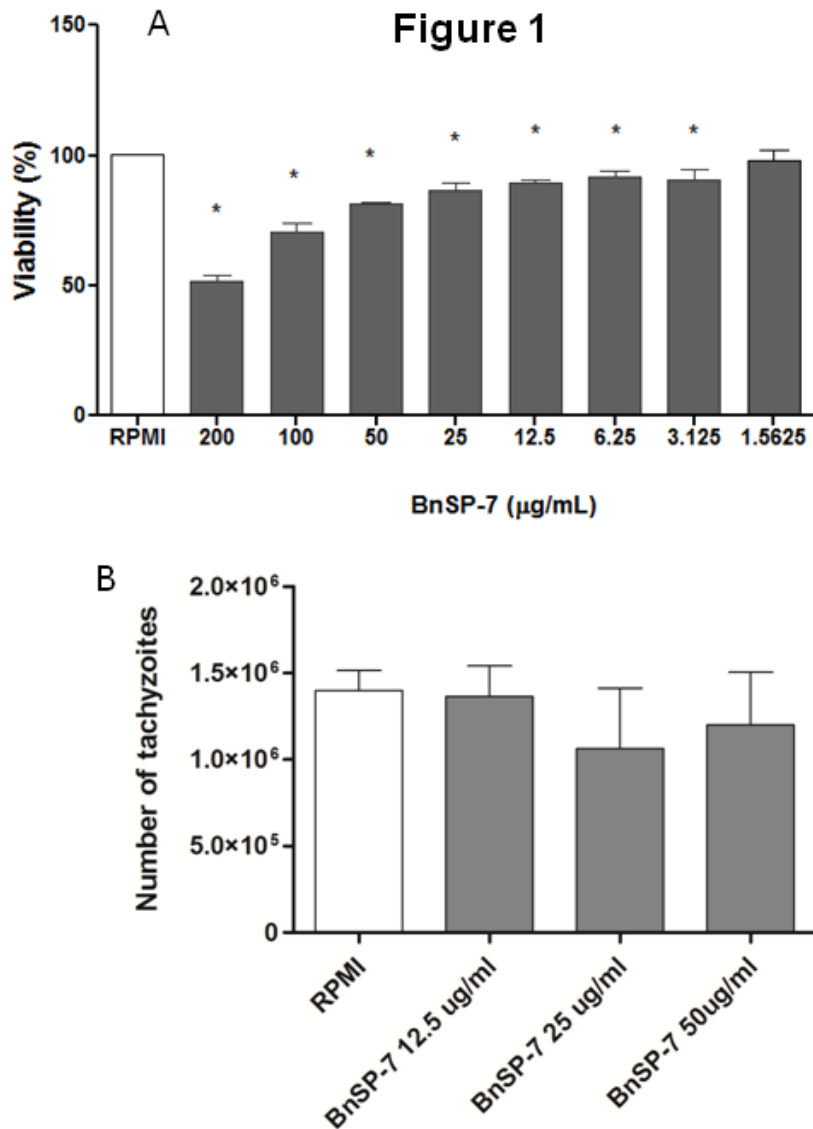 A
Figure 1
150
100
50
0
Viability (%)
* * * * * * *
RPMI 200 100 50 25 12.5 6.25 3.125 1.5625
BnSP-7 (μg/mL)
B
2.0×10⁶
1.5×10⁶
1.0×10⁶
5.0×10⁵
0
Number of tachyzoites
RPMI
BnSP-7 12.5 ug/ml
BnSP-7 25 ug/ml
BnSP-7 50ug/ml